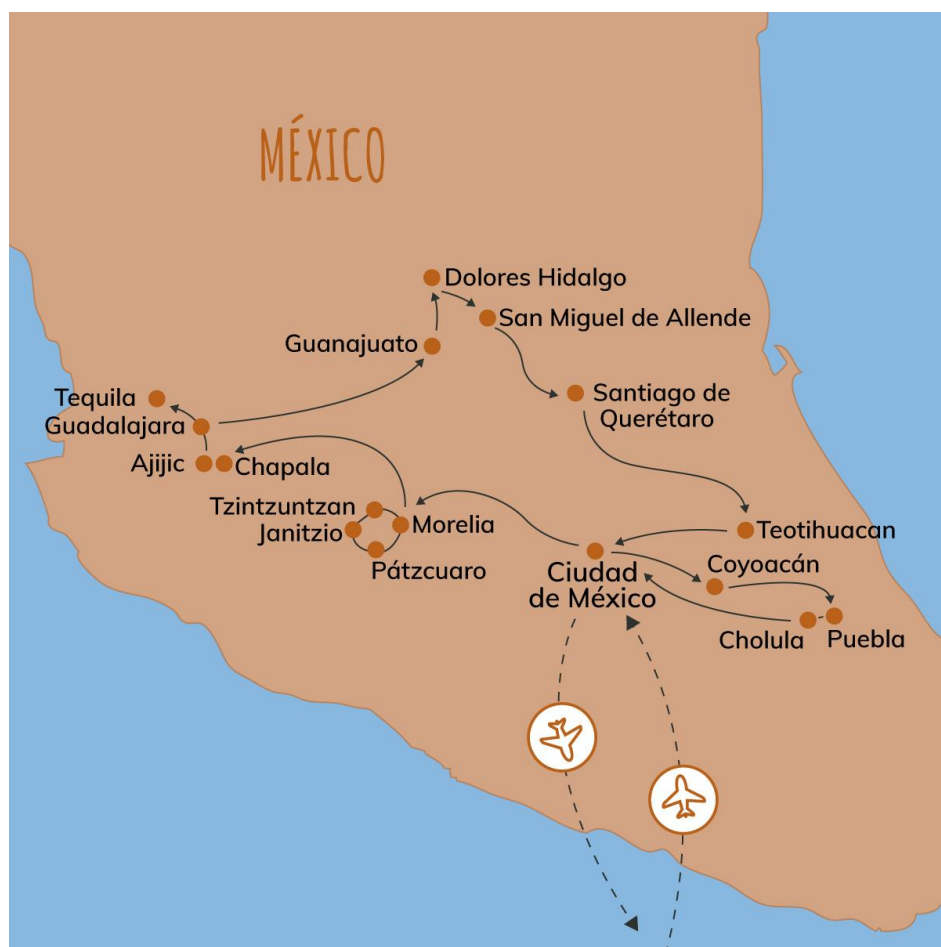 MÉXICO
Dolores Hidalgo
San Miguel de Allende
Guanajuato
Tequila
Guadalajara
Santiago de
Querétaro
Ajijic
Chapala
Tzintzuntzan
Janitzio
Morelia
Pátzcuaro
Teotihuacan
Coyoacán
Ciudad
de México
Cholula
Puebla